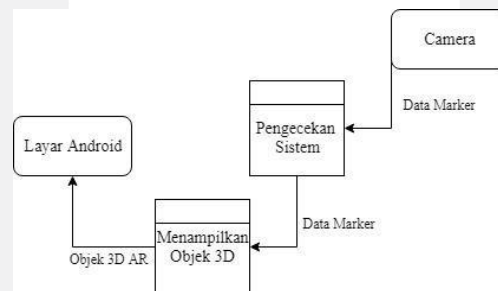 Camera
Data Marker
Pengecekan
Sistem
Layar Android
Data Marker
Menampilkan
Objek 3D
Objek 3D AR